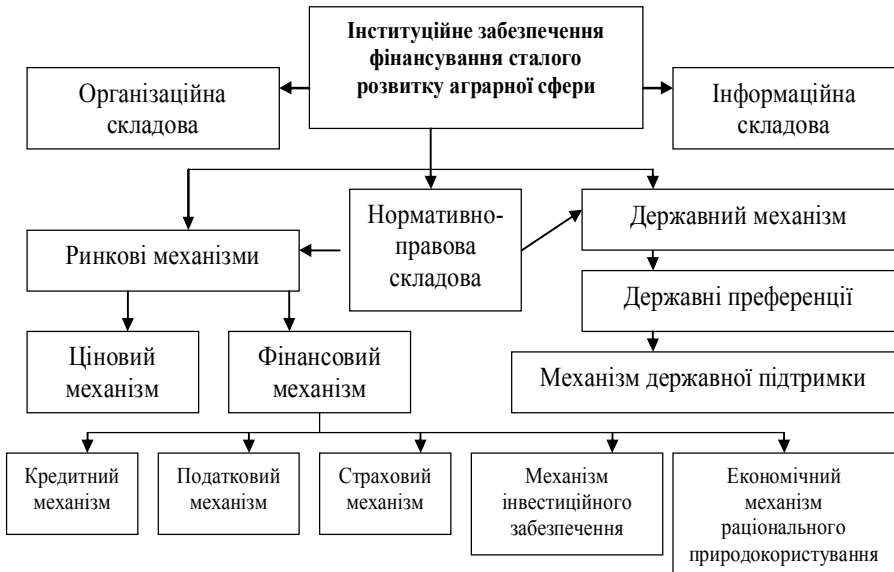 Інституційне забезпечення
фінансування сталого
розвитку аграрної сфери
Організаційна
складова
Інформаційна
складова
Ринкові механізми
Нормативно-
правова
складова
Державний механізм
Державні преференції
Ціновий
механізм
Фінансовий
механізм
Механізм державної підтримки
Кредитний
механізм
Податковий
механізм
Страховий
механізм
Механізм
інвестиційного
забезпечення
Економічний
механізм
раціонального
природокористування